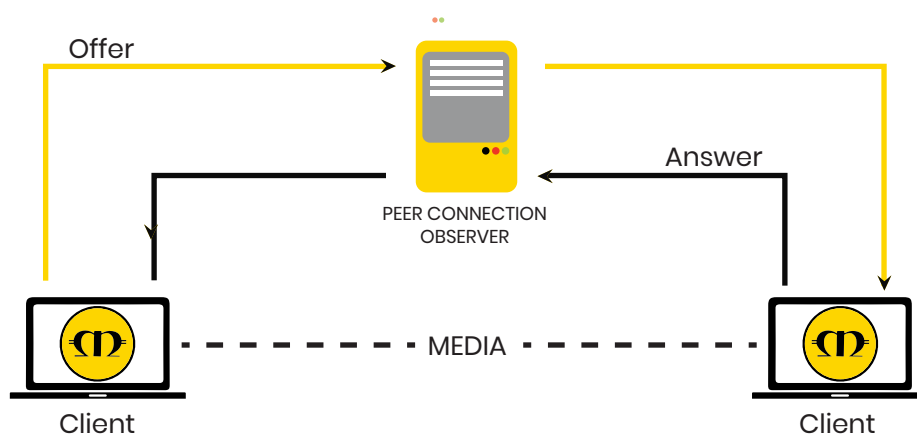 Offer
Answer
PEER CONNECTION
OBSERVER
MEDIA
Client
Client